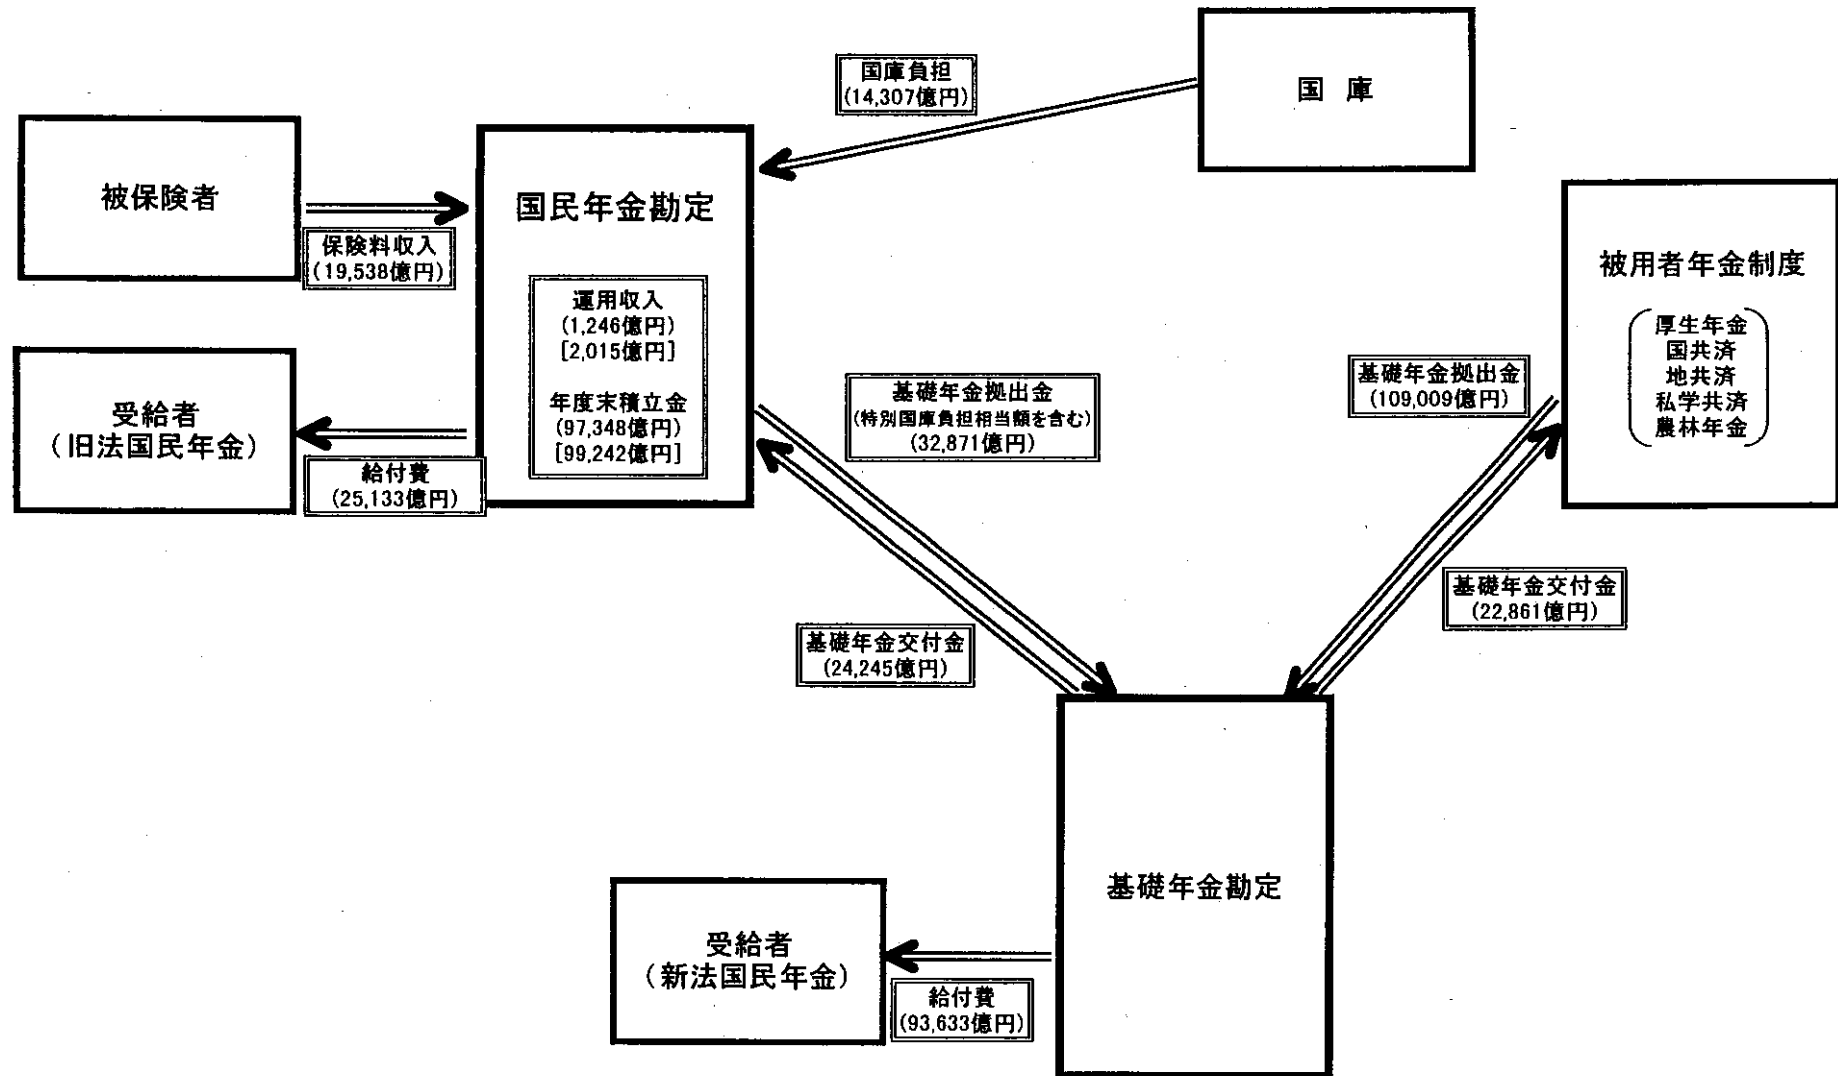 国庫負担
(14,307億円)
国 庫
被保険者
保険料収入
(19,538億円)
国民年金勘定
運用収入
(1,246億円)
[2,015億円]
年度末積立金
(97,348億円)
[99,242億円]
被用者年金制度
厚生年金
国共済
地共済
私学共済
農林年金
受給者
(旧法国民年金)
給付費
(25,133億円)
基礎年金拠出金
(特別国庫負担相当額を含む)
(32,871億円)
基礎年金拠出金
(109,009億円)
基礎年金交付金
(24,245億円)
基礎年金交付金
(22,861億円)
基礎年金勘定
受給者
(新法国民年金)
給付費
(93,633億円)